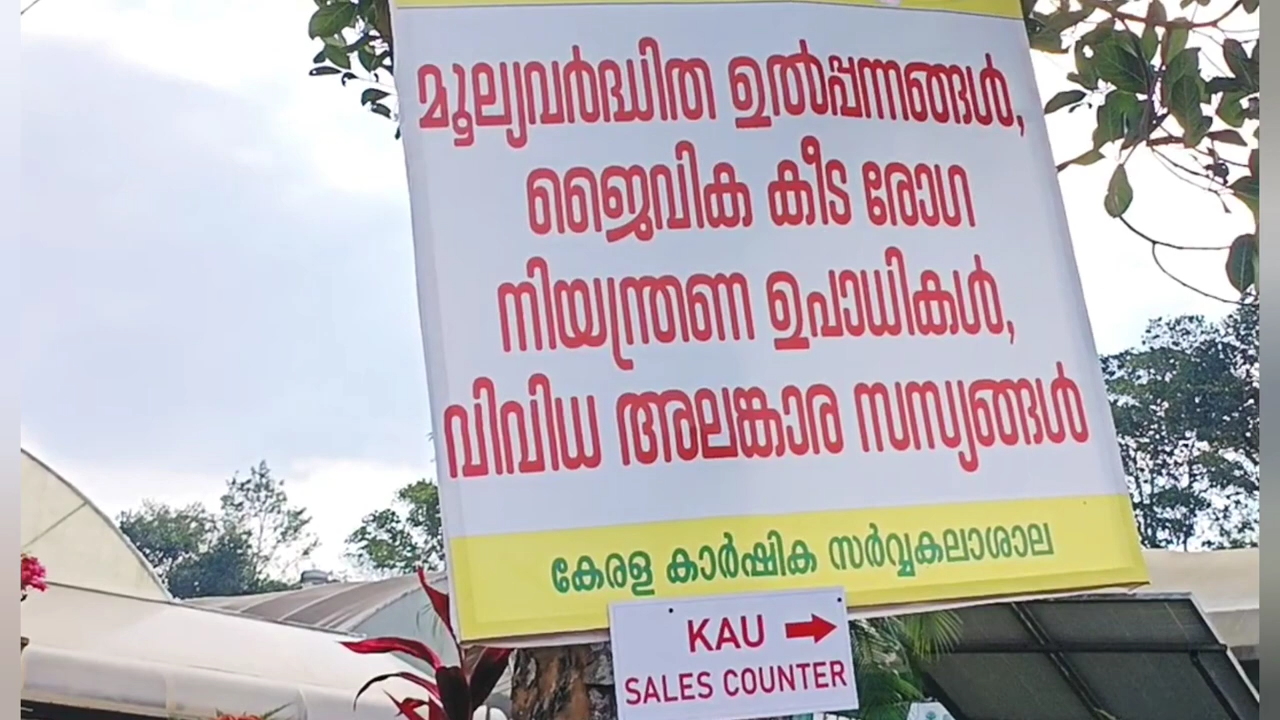 മൂല്യവർദ്ധിത ഉൽപ്പന്നങ്ങൾ,
ജൈവിക കീട രോഗ
നിയന്ത്രണ ഉപാധികൾ,
വിവിധ അലങ്കാര സസ്യങ്ങൾ
കേരള കാർഷിക സർവ്വകലാശാല
KAU →
SALES COUNTER